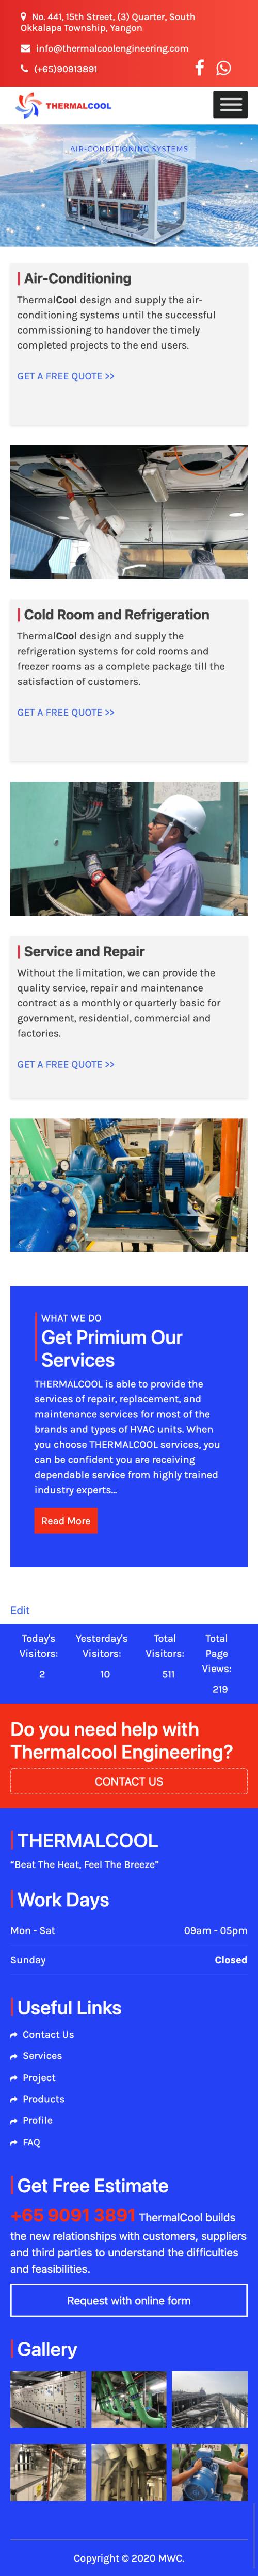 No. 441, 15th Street, (3) Quarter, South
Okkalapa Township, Yangon
info@thermalcoolengineering.com
(+65)90913891
THERMALCOOL
AIR-CONDITIONING SYSTEMS
Air-Conditioning
ThermalCool design and supply the air-
conditioning systems until the successful
commissioning to handover the timely
completed projects to the end users.
GET A FREE QUOTE >>
Cold Room and Refrigeration
ThermalCool design and supply the
refrigeration systems for cold rooms and
freezer rooms as a complete package till the
satisfaction of customers.
GET A FREE QUOTE >>
Service and Repair
Without the limitation, we can provide the
quality service, repair and maintenance
contract as a monthly or quarterly basic for
government, residential, commercial and
factories.
GET A FREE QUOTE >>
WHAT WE DO
Get Primium Our
Services
THERMALCOOL is able to provide the
services of repair, replacement, and
maintenance services for most of the
brands and types of HVAC units. When
you choose THERMALCOOL services, you
can be confident you are receiving
dependable service from highly trained
industry experts...
Read More
Edit
Today's Visitors: 2
Yesterday's Visitors: 10
Total Visitors: 511
Total Page Views: 219
Do you need help with
Thermalcool Engineering?
CONTACT US
THERMALCOOL
"Beat The Heat, Feel The Breeze"
Work Days
Mon - Sat 09am - 05pm
Sunday Closed
Useful Links
Contact Us
Services
Project
Products
Profile
FAQ
Get Free Estimate
+65 9091 3891 ThermalCool builds
the new relationships with customers, suppliers
and third parties to understand the difficulties
and feasibilities.
Request with online form
Gallery
Copyright © 2020 MWC.